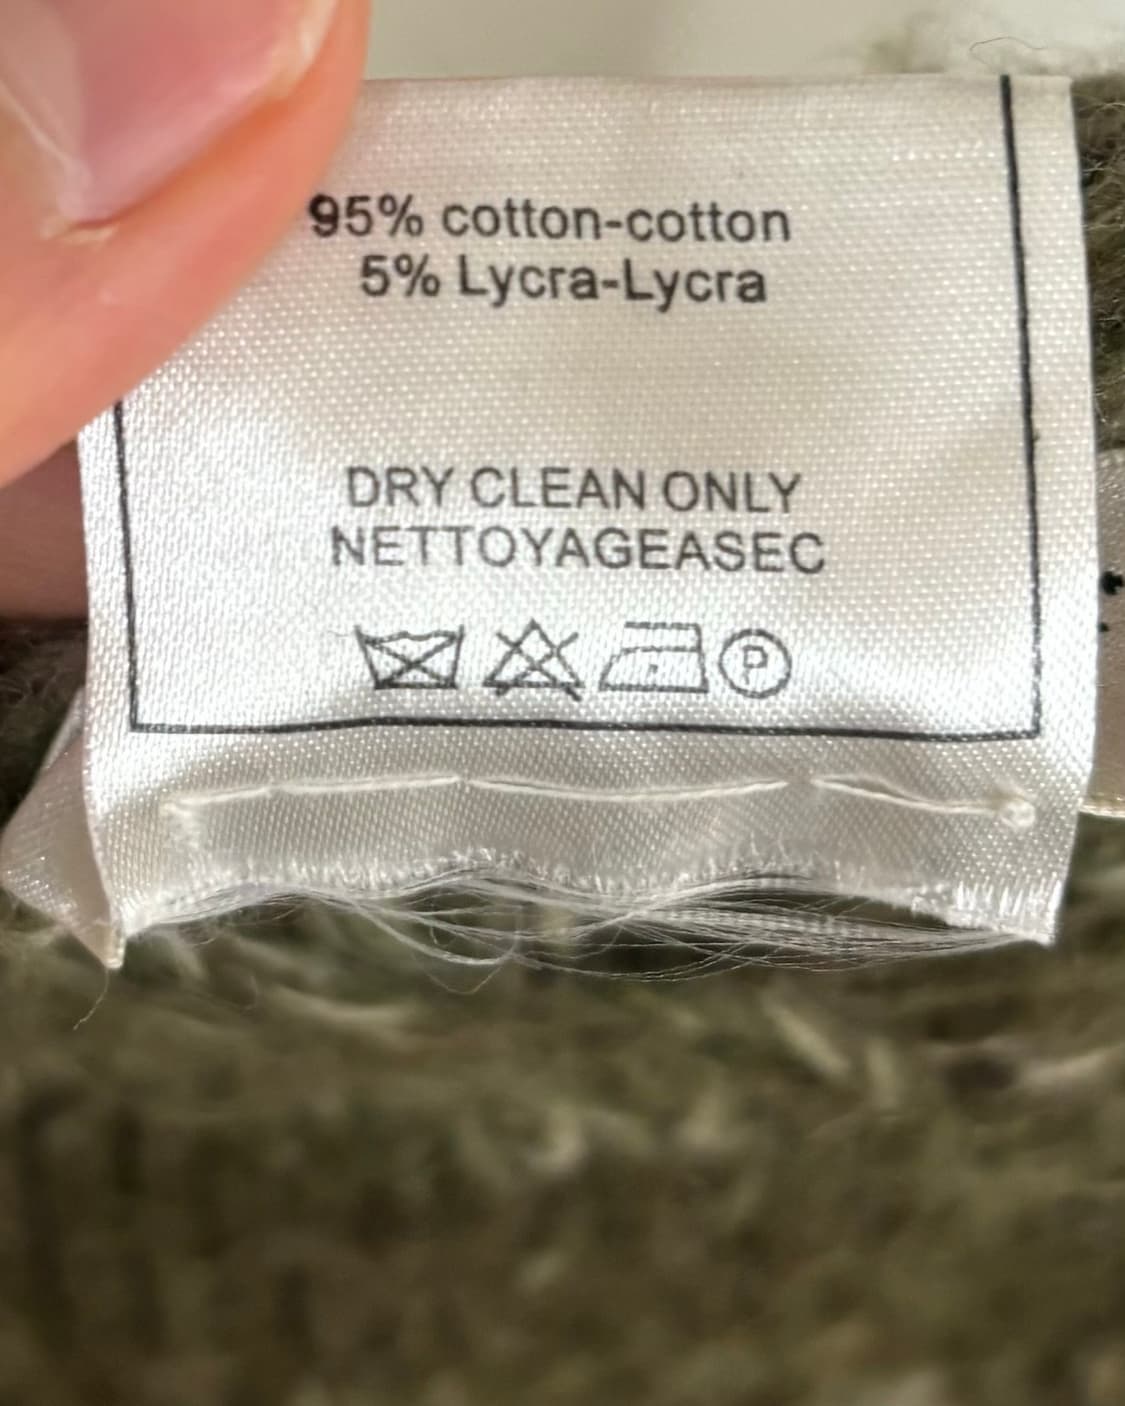 95% cotton-cotton
5% Lycra-Lycra
DRY CLEAN ONLY
NETTOYAGEASEC
P